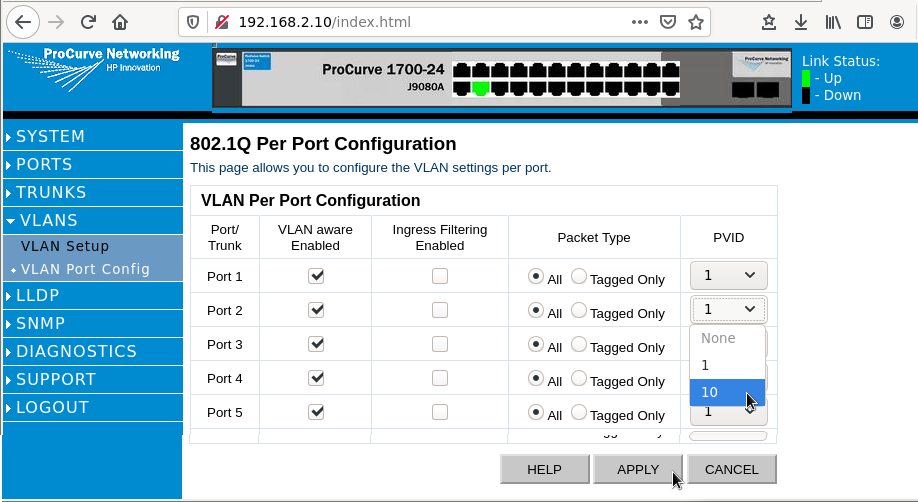 192.168.2.10/index.html
ProCurve Networking
HP Innovation
ProCurve 1700-24
J9080A
ProCurve Networking
Link Status:
- Up
- Down
SYSTEM
PORTS
TRUNKS
VLANS
VLAN Setup
VLAN Port Config
LLDP
SNMP
DIAGNOSTICS
SUPPORT
LOGOUT
802.1Q Per Port Configuration
This page allows you to configure the VLAN settings per port.
VLAN Per Port Configuration
Port/ Trunk
VLAN aware Enabled
Ingress Filtering Enabled
Packet Type
PVID
Port 1 All Tagged Only 1
Port 2 All Tagged Only 1
Port 3 All Tagged Only
Port 4 All Tagged Only
Port 5 All Tagged Only 1
None
1
10
HELP APPLY CANCEL